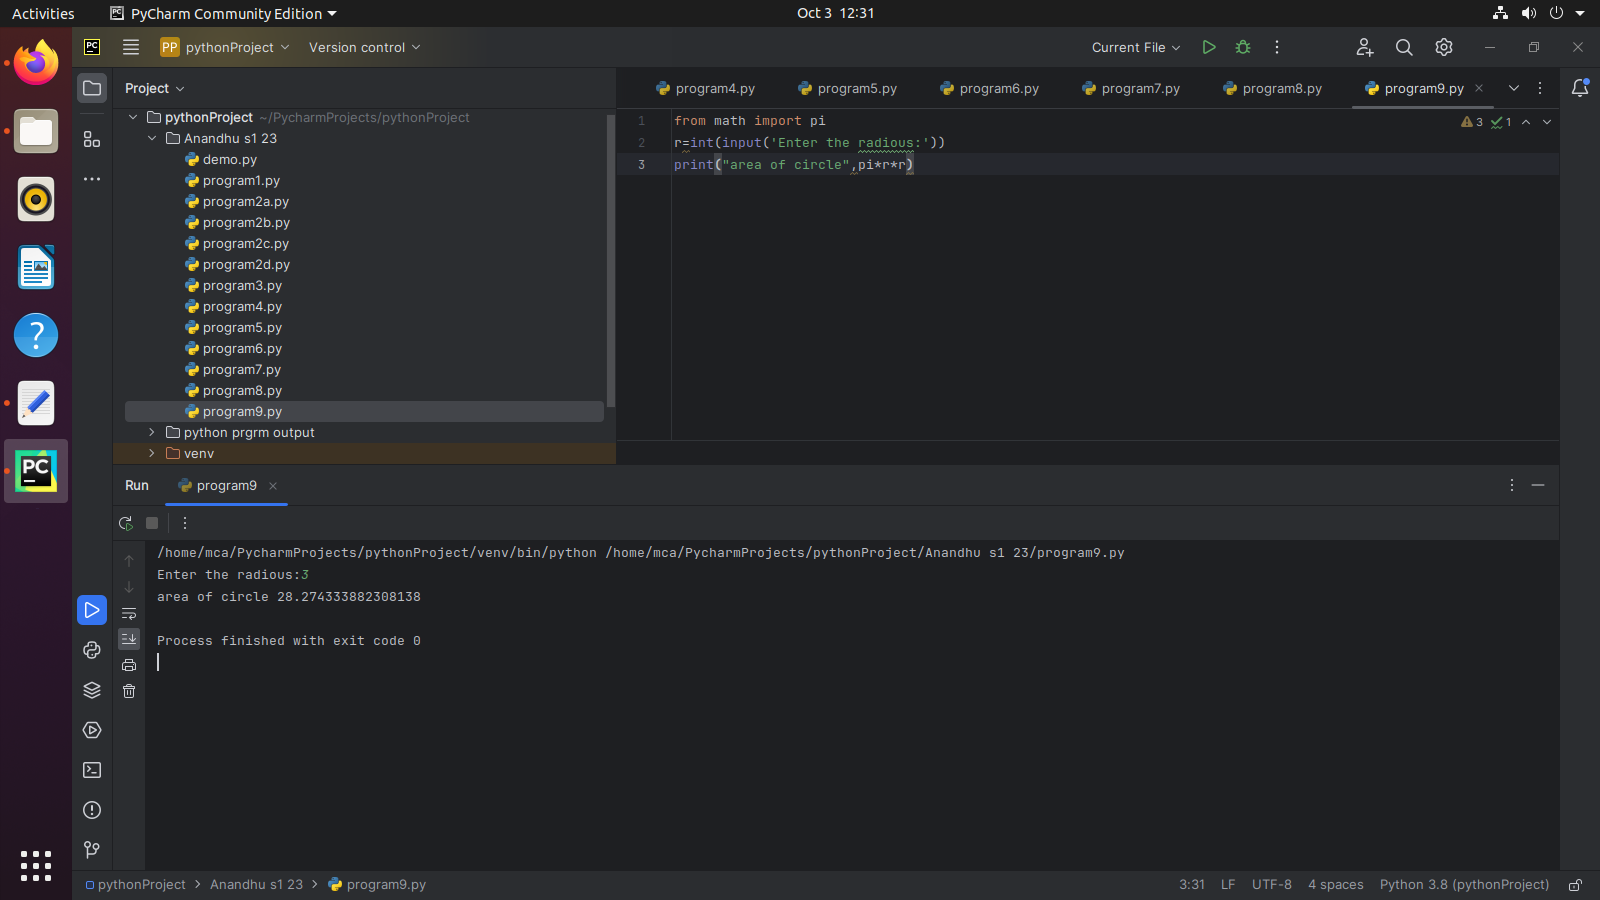 Activities PyCharm Community Edition Oct 3 12:31
PC PP pythonProject Version control Current File
Project program4.py program5.py program6.py program7.py program8.py program9.py
pythonProject ~/PycharmProjects/pythonProject
Anandhu s1 23
demo.py
program1.py
program2a.py
program2b.py
program2c.py
program2d.py
program3.py
program4.py
program5.py
program6.py
program7.py
program8.py
program9.py
python prgrm output
venv
1 from math import pi 3 1
2 r=int(input('Enter the radious:'))
3 print("area of circle",pi*r*r)
?
PC
Run program9
/home/mca/PycharmProjects/pythonProject/venv/bin/python /home/mca/PycharmProjects/pythonProject/Anandhu s1 23/program9.py
Enter the radious:3
area of circle 28.274333882308138
Process finished with exit code 0
pythonProject > Anandhu s1 23 > program9.py 3:31 LF UTF-8 4 spaces Python 3.8 (pythonProject)